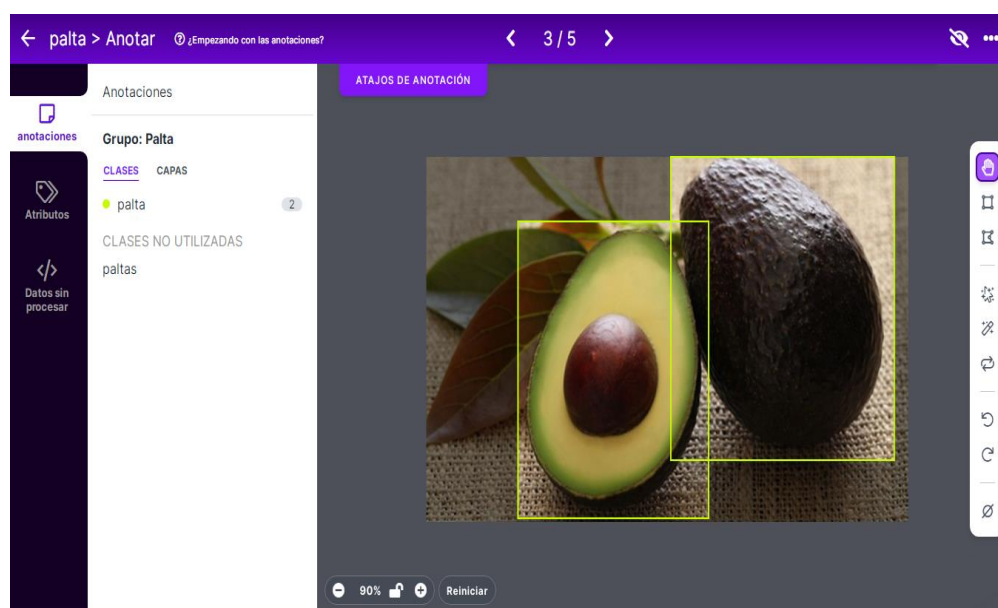 palta > Anotar
¿Empezando con las anotaciones?
3 / 5
anotaciones
Atributos
</>
Datos sin
procesar
Anotaciones
Grupo: Palta
CLASES CAPAS
palta 2
CLASES NO UTILIZADAS
paltas
ATAJOS DE ANOTACIÓN
90%
Reiniciar